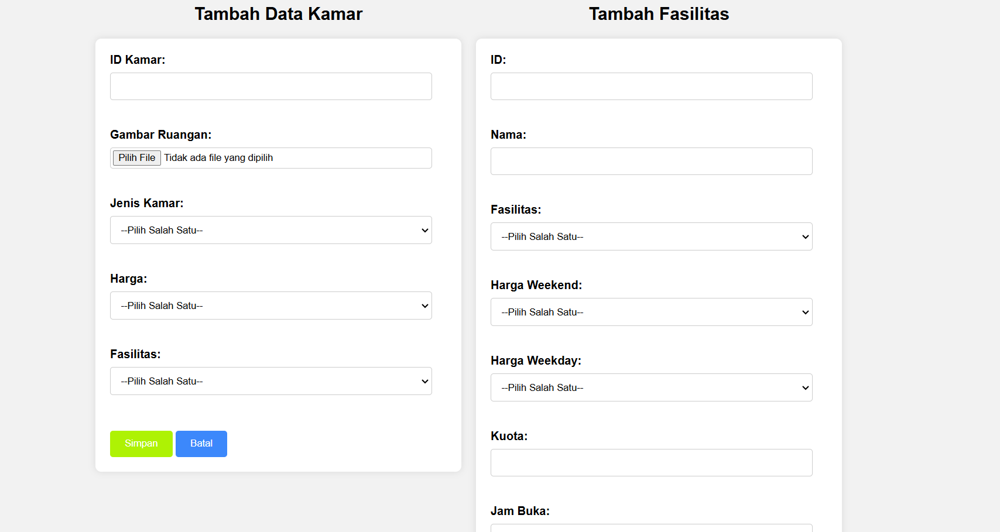 Tambah Data Kamar
ID Kamar:
Gambar Ruangan:
Pilih File Tidak ada file yang dipilih
Jenis Kamar:
--Pilih Salah Satu--
Harga:
--Pilih Salah Satu--
Fasilitas:
--Pilih Salah Satu--
Simpan Batal
Tambah Fasilitas
ID:
Nama:
Fasilitas:
--Pilih Salah Satu--
Harga Weekend:
--Pilih Salah Satu--
Harga Weekday:
--Pilih Salah Satu--
Kuota:
Jam Buka: